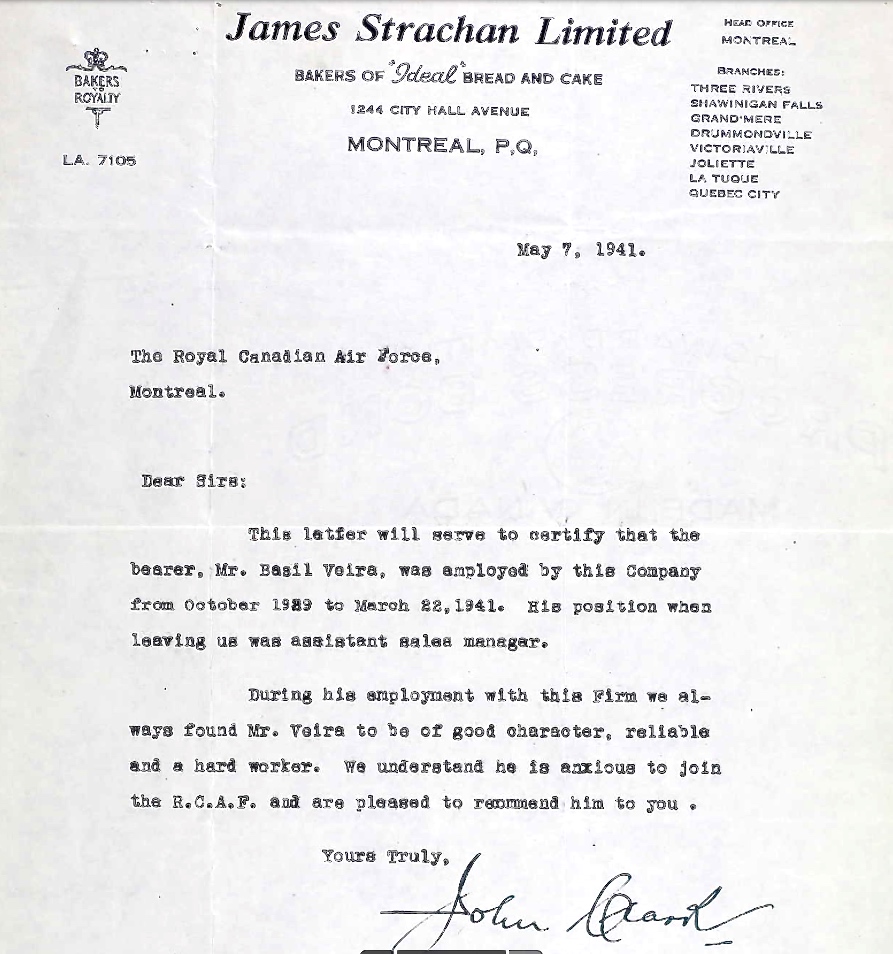 James Strachan Limited
BAKERS OF "Ideal" BREAD AND CAKE
1244 CITY HALL AVENUE
MONTREAL, P.Q.
BAKERS
TO
ROYALTY
LA. 7105
HEAD OFFICE
MONTREAL
BRANCHES:
THREE RIVERS
SHAWINIGAN FALLS
GRAND'MERE
DRUMMONDVILLE
VICTORIAVILLE
JOLIETTE
LA TUQUE
QUEBEC CITY
May 7, 1941.
The Royal Canadian Air Force,
Montreal.
Dear Sirs:
This letter will serve to certify that the
bearer, Mr. Basil Veira, was employed by this Company
from October 1939 to March 22,1941. His position when
leaving us was assistant sales manager.
During his employment with this Firm we al-
ways found Mr. Veira to be of good character, reliable
and a hard worker. We understand he is anxious to join
the R.C.A.F. and are pleased to recommend him to you .
Yours Truly,
John